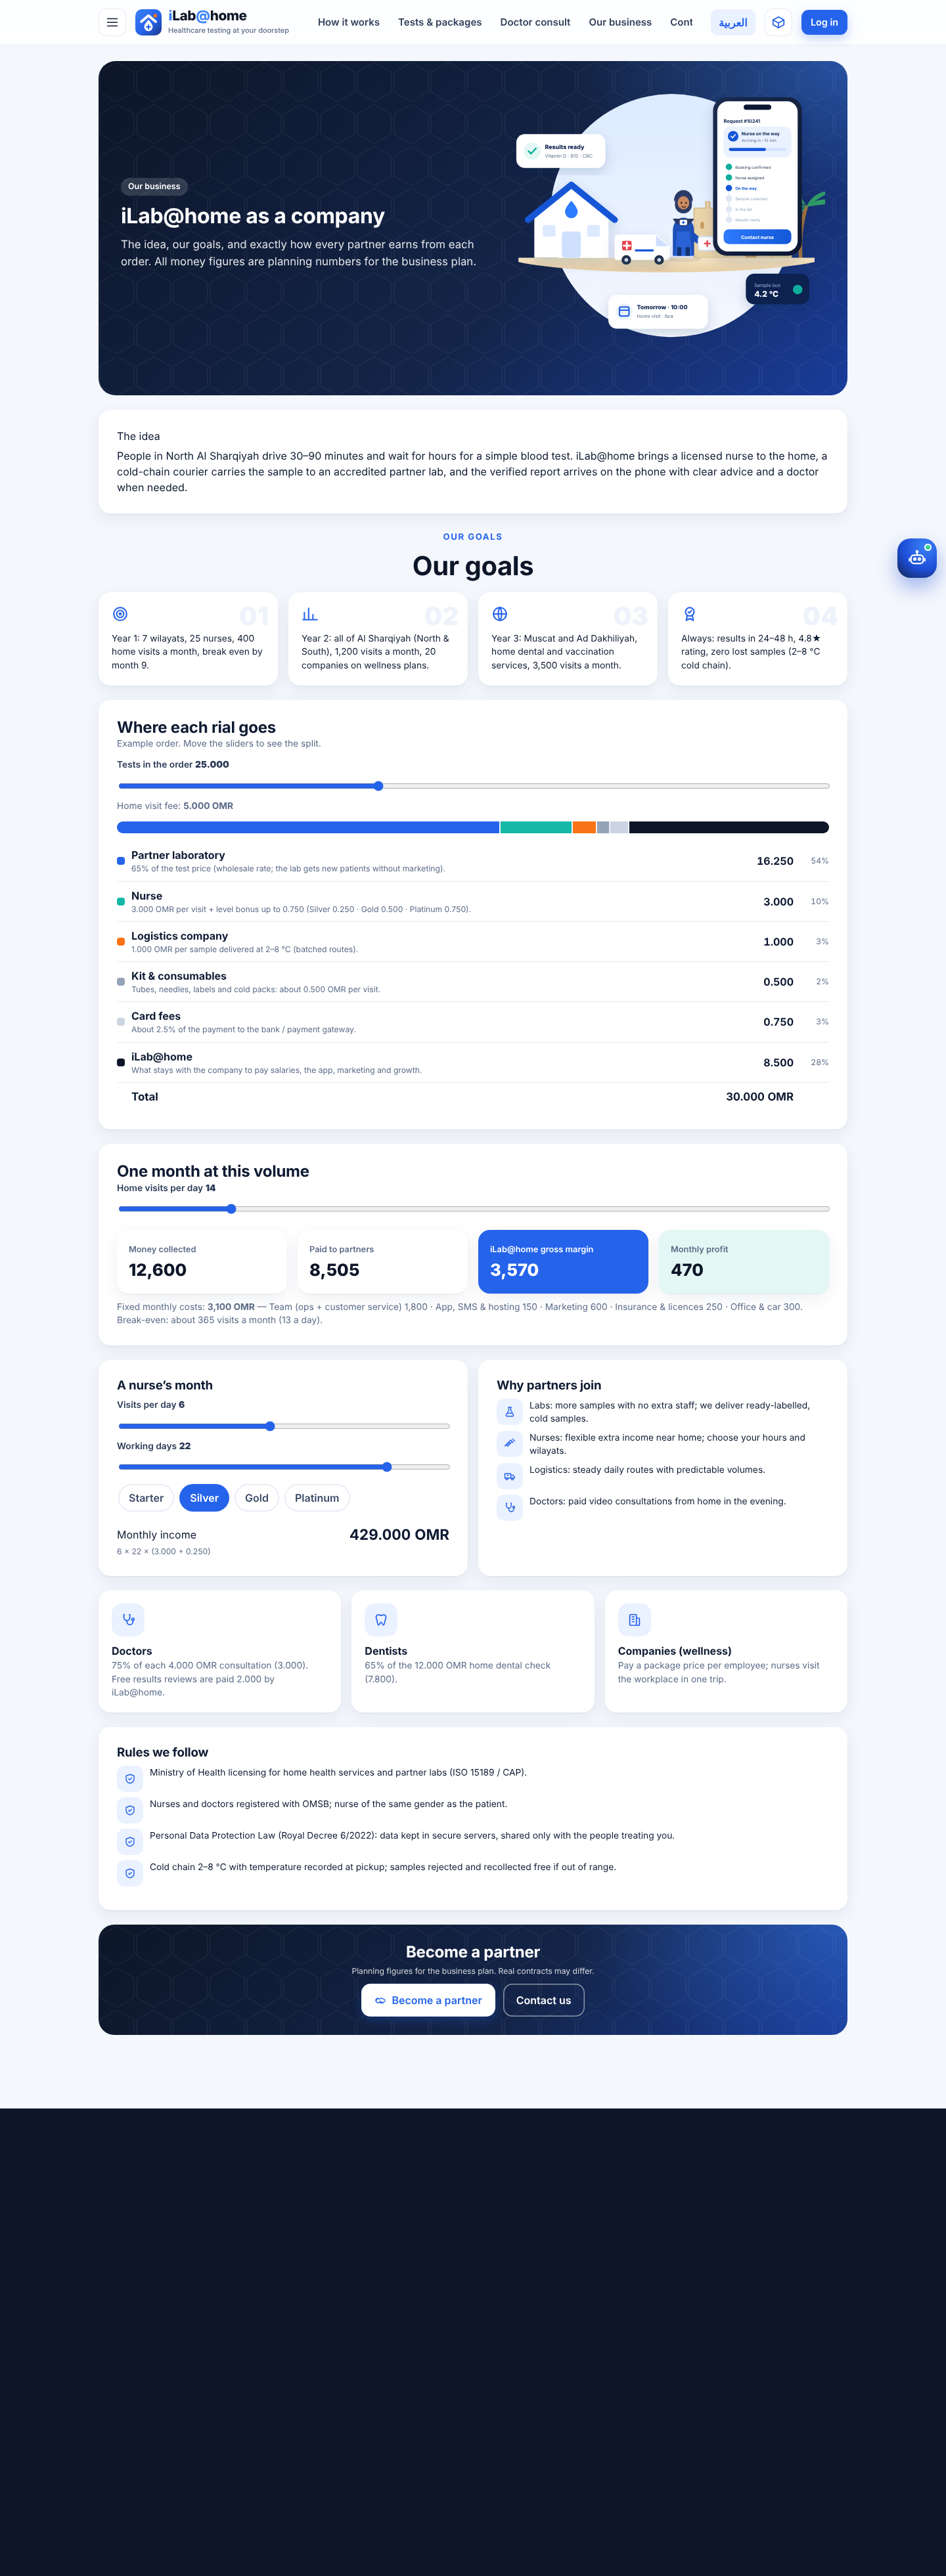 iLab@home
Healthcare testing at your doorstep
How it works
Tests & packages
Doctor consult
Our business
Cont
العربية
Log in
Our business
iLab@home as a company
The idea, our goals, and exactly how every partner earns from each
order. All money figures are planning numbers for the business plan.
Results ready
Vitamin D · B12 · CBC
Request #10241
Nurse on the way
Arriving in ~10 min
Booking confirmed
Nurse assigned
On the way
Sample collected
In the lab
Results ready
Contact nurse
Sample box
4.2 °C
Tomorrow · 10:00
Home visit · Ibra
The idea
People in North Al Sharqiyah drive 30–90 minutes and wait for hours for a simple blood test. iLab@home brings a licensed nurse to the home, a
cold-chain courier carries the sample to an accredited partner lab, and the verified report arrives on the phone with clear advice and a doctor
when needed.
OUR GOALS
Our goals
01
Year 1: 7 wilayats, 25 nurses, 400
home visits a month, break even by
month 9.
02
Year 2: all of Al Sharqiyah (North &
South), 1,200 visits a month, 20
companies on wellness plans.
03
Year 3: Muscat and Ad Dakhiliyah,
home dental and vaccination
services, 3,500 visits a month.
04
Always: results in 24–48 h, 4.8★
rating, zero lost samples (2–8 °C
cold chain).
Where each rial goes
Example order. Move the sliders to see the split.
Tests in the order 25.000
Home visit fee: 5.000 OMR
Partner laboratory
65% of the test price (wholesale rate; the lab gets new patients without marketing).
16.250 54%
Nurse
3.000 OMR per visit + level bonus up to 0.750 (Silver 0.250 · Gold 0.500 · Platinum 0.750).
3.000 10%
Logistics company
1.000 OMR per sample delivered at 2–8 °C (batched routes).
1.000 3%
Kit & consumables
Tubes, needles, labels and cold packs: about 0.500 OMR per visit.
0.500 2%
Card fees
About 2.5% of the payment to the bank / payment gateway.
0.750 3%
iLab@home
What stays with the company to pay salaries, the app, marketing and growth.
8.500 28%
Total 30.000 OMR
One month at this volume
Home visits per day 14
Money collected
12,600
Paid to partners
8,505
iLab@home gross margin
3,570
Monthly profit
470
Fixed monthly costs: 3,100 OMR — Team (ops + customer service) 1,800 · App, SMS & hosting 150 · Marketing 600 · Insurance & licences 250 · Office & car 300.
Break-even: about 365 visits a month (13 a day).
A nurse’s month
Visits per day 6
Working days 22
Starter
Silver
Gold
Platinum
Monthly income 429.000 OMR
6 × 22 × (3.000 + 0.250)
Why partners join
Labs: more samples with no extra staff; we deliver ready-labelled,
cold samples.
Nurses: flexible extra income near home; choose your hours and
wilayats.
Logistics: steady daily routes with predictable volumes.
Doctors: paid video consultations from home in the evening.
Doctors
75% of each 4.000 OMR consultation (3.000).
Free results reviews are paid 2.000 by
iLab@home.
Dentists
65% of the 12.000 OMR home dental check
(7.800).
Companies (wellness)
Pay a package price per employee; nurses visit
the workplace in one trip.
Rules we follow
Ministry of Health licensing for home health services and partner labs (ISO 15189 / CAP).
Nurses and doctors registered with OMSB; nurse of the same gender as the patient.
Personal Data Protection Law (Royal Decree 6/2022): data kept in secure servers, shared only with the people treating you.
Cold chain 2–8 °C with temperature recorded at pickup; samples rejected and recollected free if out of range.
Become a partner
Planning figures for the business plan. Real contracts may differ.
Become a partner
Contact us